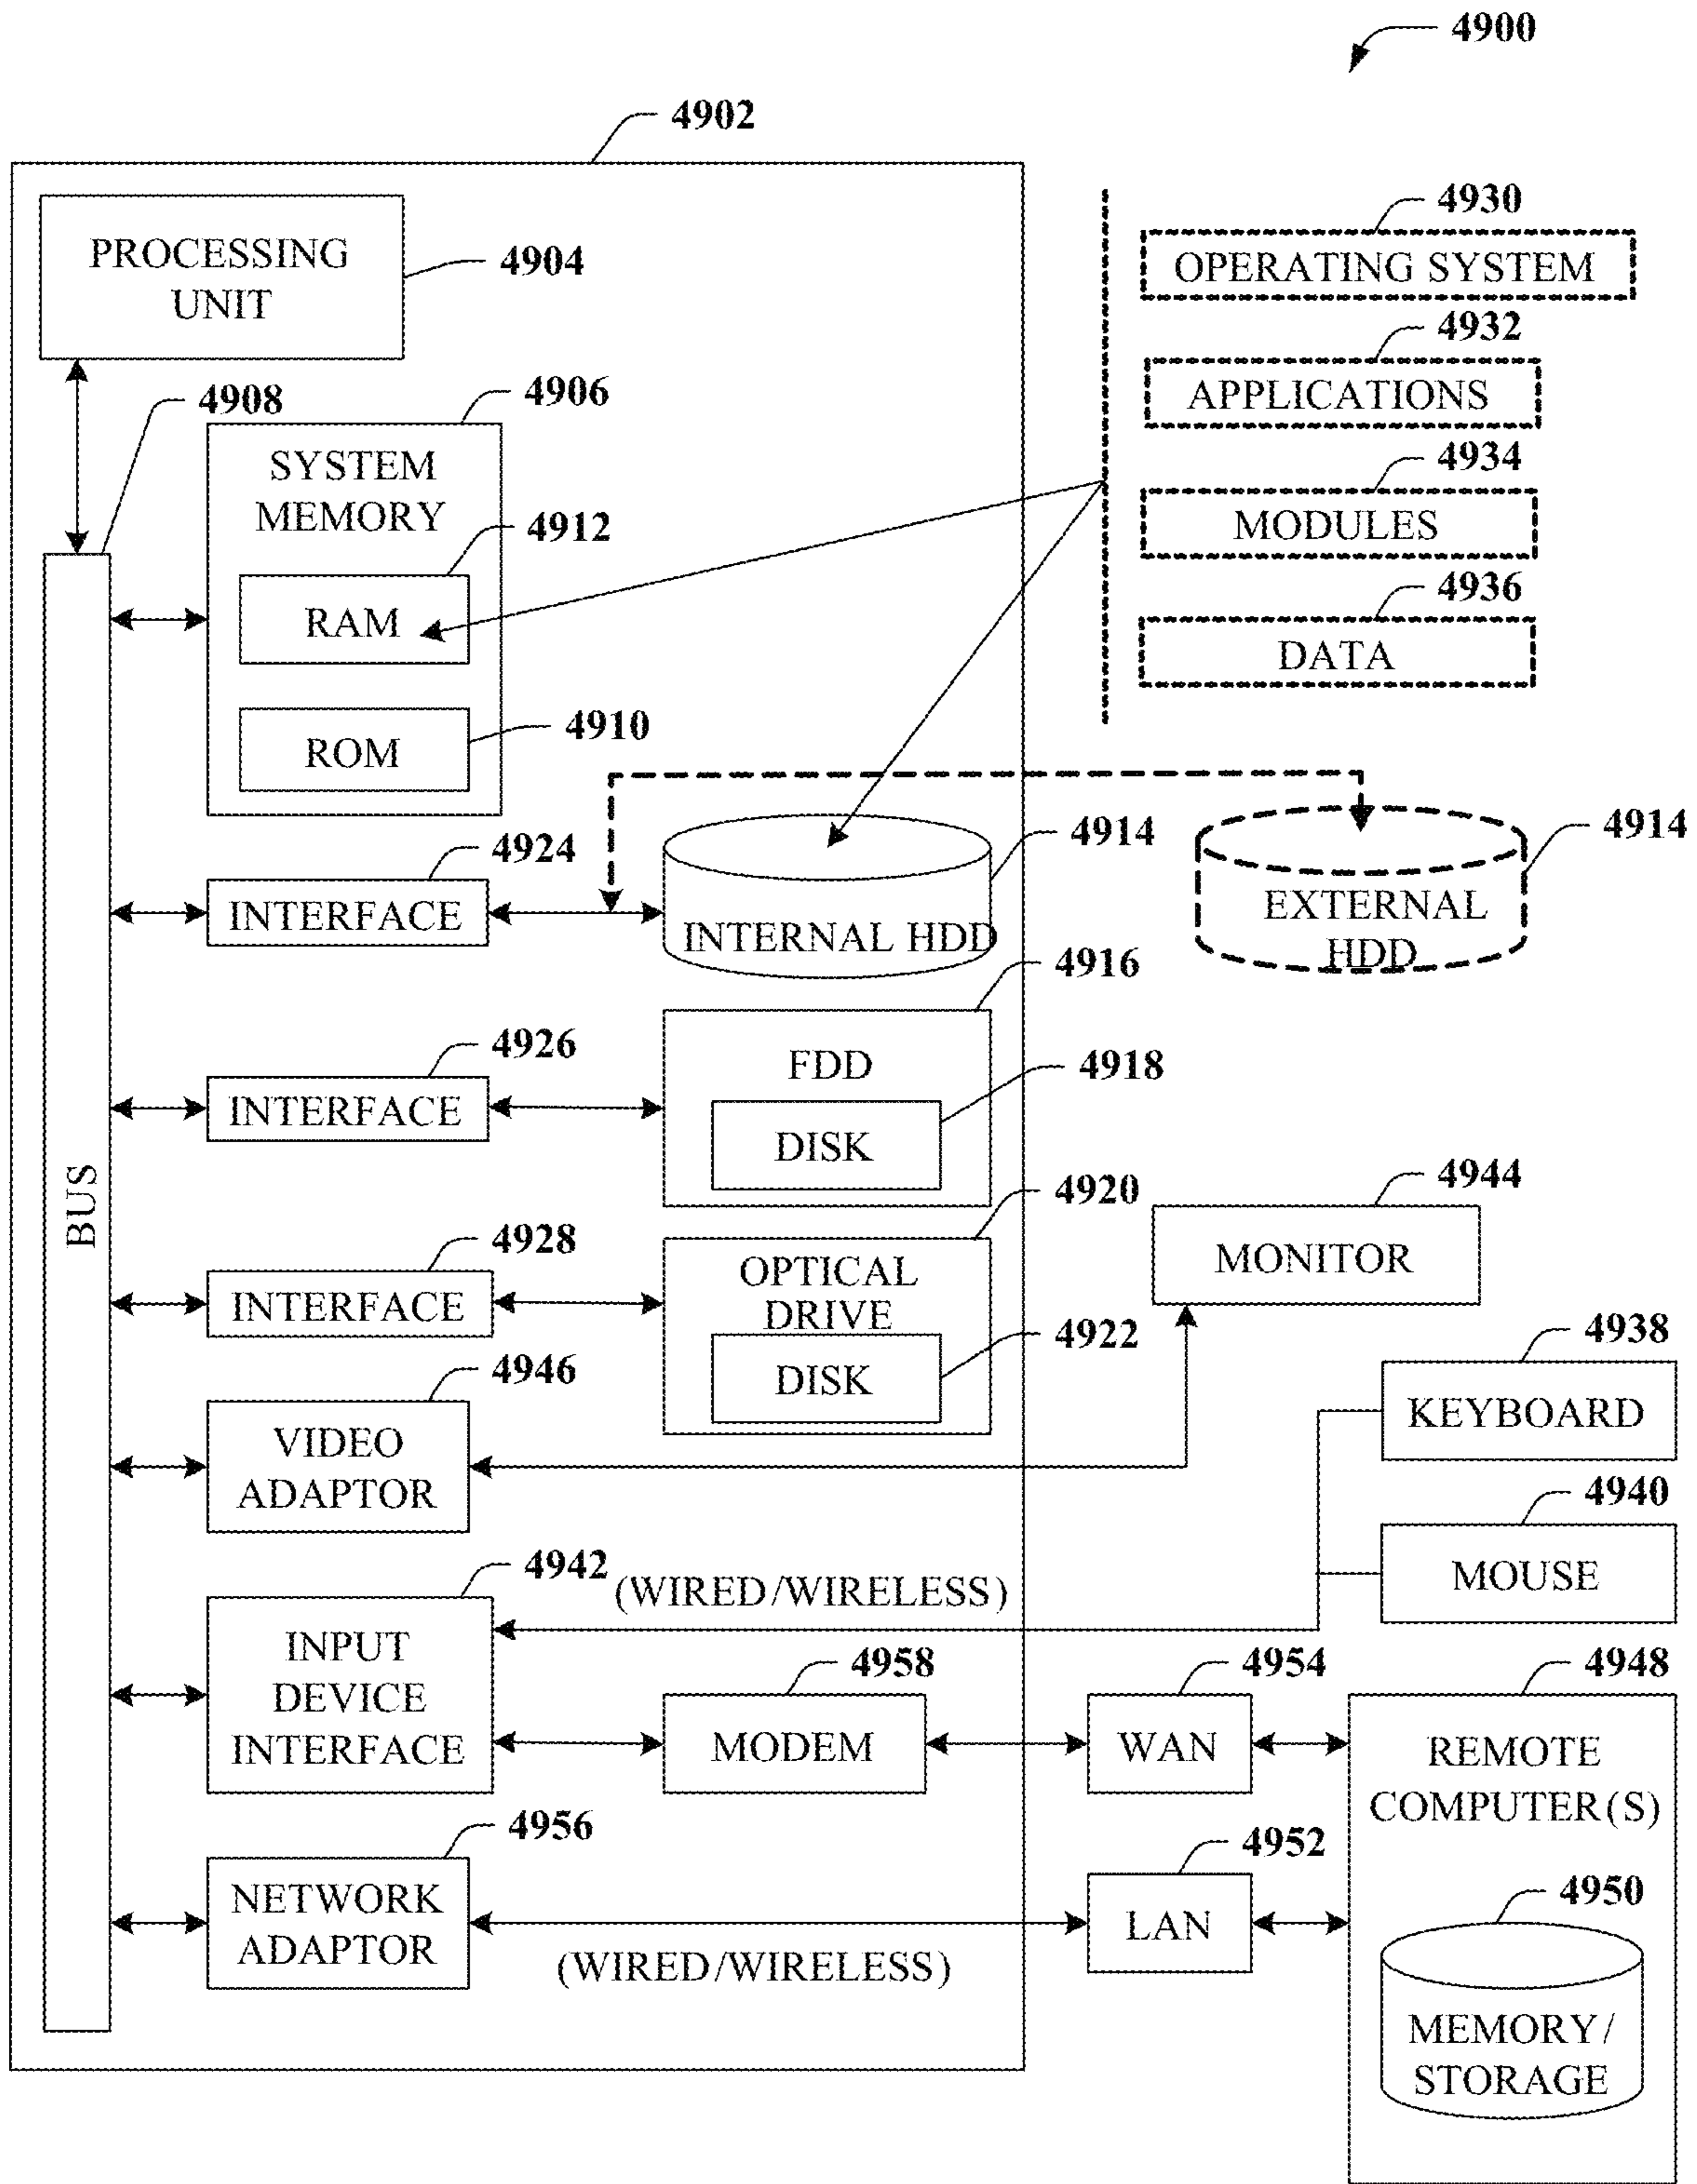 4900
4902
PROCESSING
UNIT
4904
4930
OPERATING SYSTEM
4932
APPLICATIONS
4934
MODULES
4936
DATA
4908
4906
SYSTEM
MEMORY
4912
RAM
4910
ROM
BUS
4924
INTERFACE
4914
INTERNAL HDD
4914
EXTERNAL
HDD
4926
INTERFACE
4916
FDD
4918
DISK
4928
INTERFACE
4920
OPTICAL
DRIVE
4922
DISK
4944
MONITOR
4946
VIDEO
ADAPTOR
4938
KEYBOARD
4940
MOUSE
4942
(WIRED/WIRELESS)
INPUT
DEVICE
INTERFACE
4958
MODEM
4954
WAN
4948
REMOTE
COMPUTER(S)
4956
NETWORK
ADAPTOR
(WIRED/WIRELESS)
4952
LAN
4950
MEMORY/
STORAGE